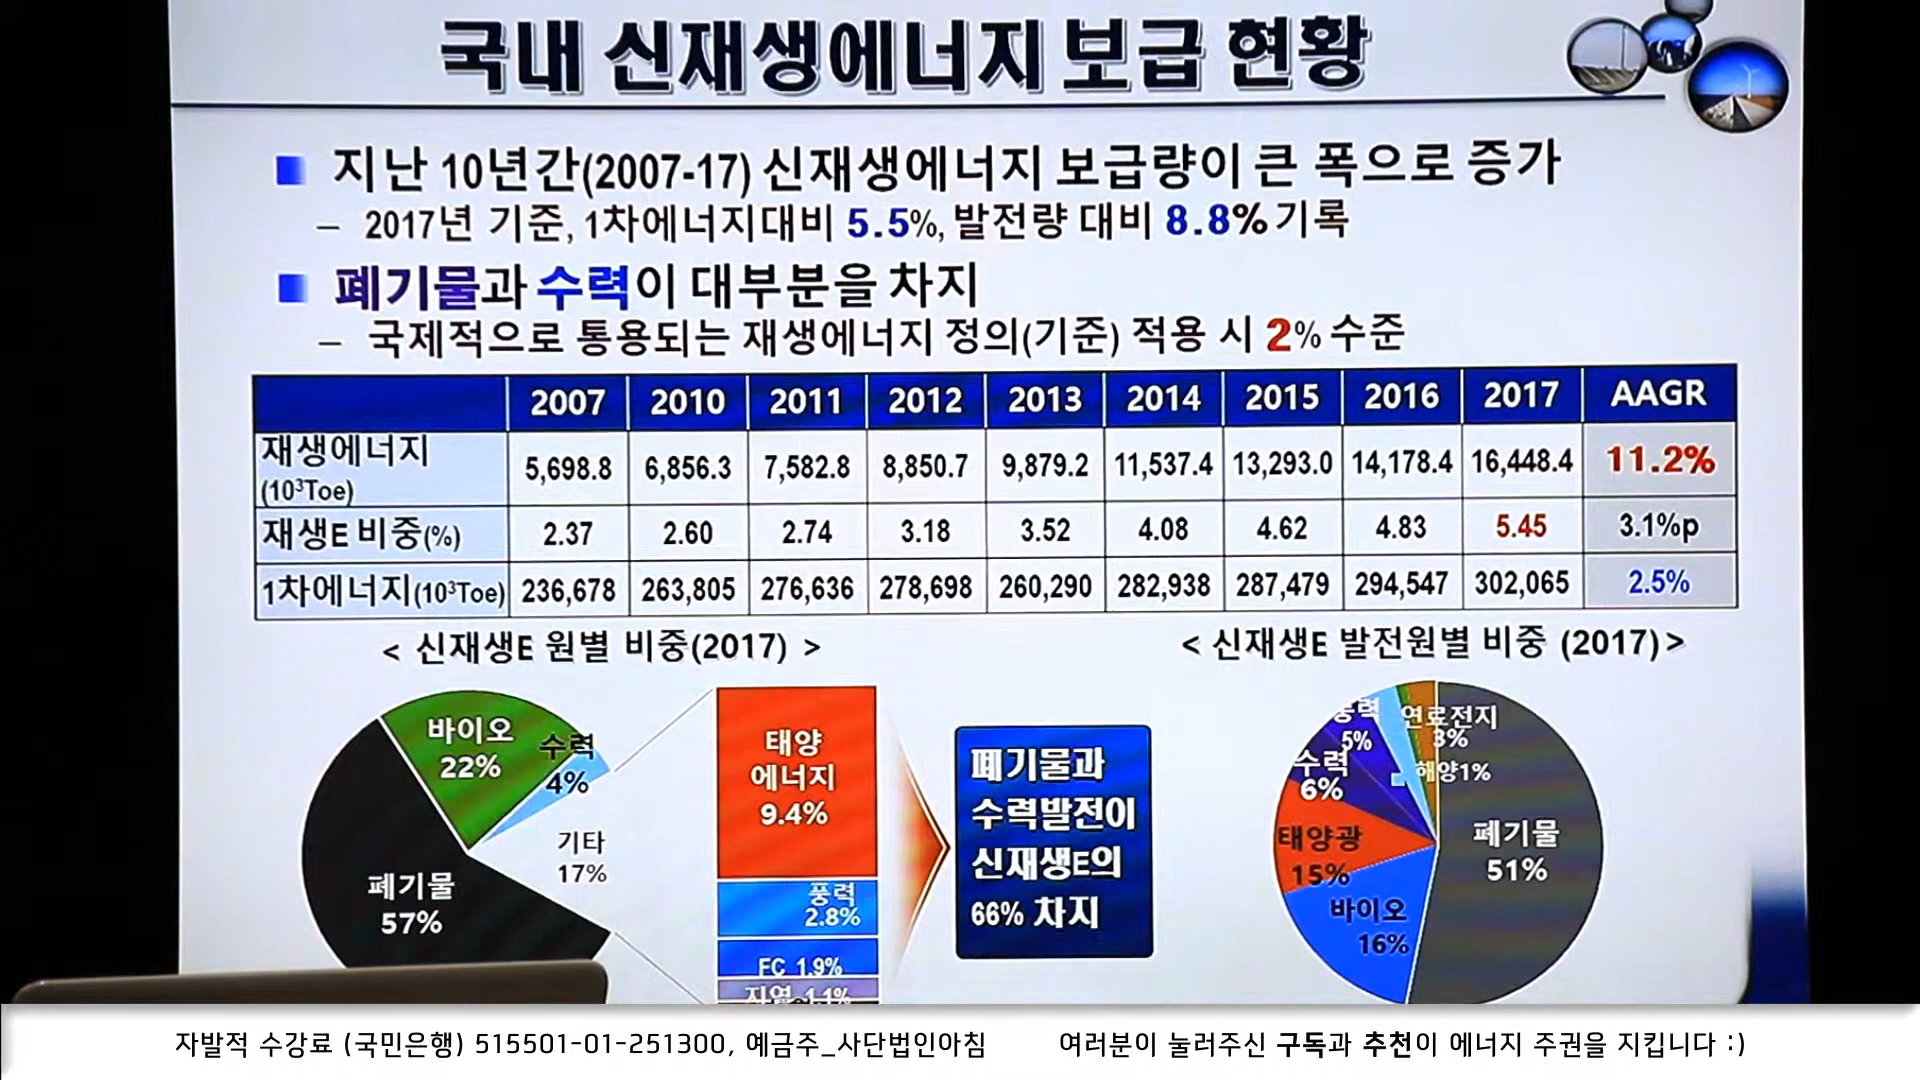 국내 신재생에너지 보급 현황
■ 지난 10년간(2007-17) 신재생에너지 보급량이 큰 폭으로 증가
– 2017년 기준, 1차에너지대비 5.5%, 발전량 대비 8.8% 기록
■ 폐기물과 수력이 대부분을 차지
– 국제적으로 통용되는 재생에너지 정의(기준) 적용 시 2% 수준
2007 2010 2011 2012 2013 2014 2015 2016 2017 AAGR
재생에너지 (10³Toe) 5,698.8 6,856.3 7,582.8 8,850.7 9,879.2 11,537.4 13,293.0 14,178.4 16,448.4 11.2%
재생E 비중(%) 2.37 2.60 2.74 3.18 3.52 4.08 4.62 4.83 5.45 3.1%p
1차에너지(10³Toe) 236,678 263,805 276,636 278,698 260,290 282,938 287,479 294,547 302,065 2.5%
< 신재생E 원별 비중(2017) >
바이오
22%
수력
4%
기타
17%
폐기물
57%
태양
에너지
9.4%
풍력
2.8%
FC 1.9%
지열 1.1%
폐기물과
수력발전이
신재생E의
66% 차지
< 신재생E 발전원별 비중 (2017)>
풍력
5%
연료전지
3%
해양1%
수력
6%
태양광
15%
바이오
16%
폐기물
51%
자발적 수강료 (국민은행) 515501-01-251300, 예금주_사단법인아침
여러분이 눌러주신 구독과 추천이 에너지 주권을 지킵니다 :)